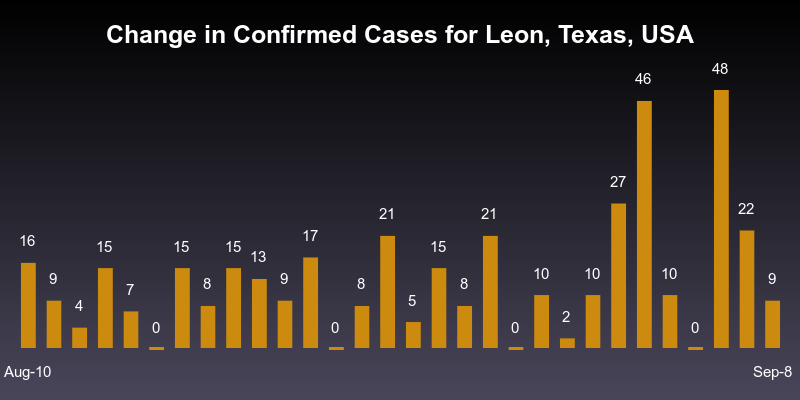 Change in Confirmed Cases for Leon, Texas, USA
16 9 4 15 7 0 15 8 15 13 9 17 0 8 21 5 15 8 21 0 10 2 10 27 46 10 0 48 22 9
Aug-10 Sep-8